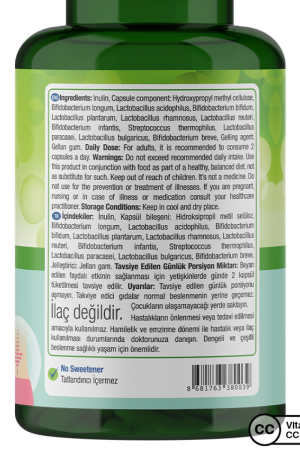 EN Ingredients: Inulin, Capsule component: Hydroxypropyl methyl cellulose,
Bifidobacterium longum, Lactobacillus acidophilus, Bifidobacterium bifidum,
Lactobacillus plantarum, Lactobacillus rhamnosus, Lactobacillus reuteri,
Bifidobacterium infantis, Streptococcus thermophilus, Lactobacillus
paracasei, Lactobacillus bulgaricus, Bifidobacterium breve, Gelling agent:
Gellan gum. Daily Dose: For adults, it is recommended to consume 2
capsules a day. Warnings: Do not exceed recommended daily intake. Use
this product in conjunction with food as part of a healthy, balanced diet, not
as substitute for such. Keep out of reach of children. It's not a medicine. Do
not use for the prevention or treatment of illnesses. If you are pregnant,
nursing or in case of illness or medication consult your healthcare
practitioner. Storage Conditions: Keep in cool and dry place.
TR İçindekiler: İnulin, Kapsül bileşeni: Hidroksipropil metil selüloz,
Bifidobacterium longum, Lactobacillus acidophilus, Bifidobacterium
bifidum, Lactobacillus plantarum, Lactobacillus rhamnosus, Lactobacillus
reuteri, Bifidobacterium infantis, Streptococcus thermophilus,
Lactobacillus paracasei, Lactobacillus bulgaricus, Bifidobacterium breve,
Jelleştirici: Jellan gam. Tavsiye Edilen Günlük Porsiyon Miktarı: Beyan
edilen faydalı etkinin sağlanması için yetişkinlerde günde 2 kapsül
tüketilmesi tavsiye edilir. Uyarılar: Tavsiye edilen günlük porsiyonu
aşmayın. Takviye edici gıdalar normal beslenmenin yerine geçemez.
İlaç değildir. Çocukların ulaşamayacağı yerde saklayın.
Hastalıkların önlenmesi veya tedavi edilmesi
amacıyla kullanılmaz. Hamilelik ve emzirme dönemi ile hastalık veya ilaç
kullanılması durumlarında doktorunuza danışın. Dengeli ve çeşitli
beslenme sağlıklı yaşam için önemlidir.
No Sweetener
Tatlandırıcı İçermez
8 681763 380039
CC Vita
CC